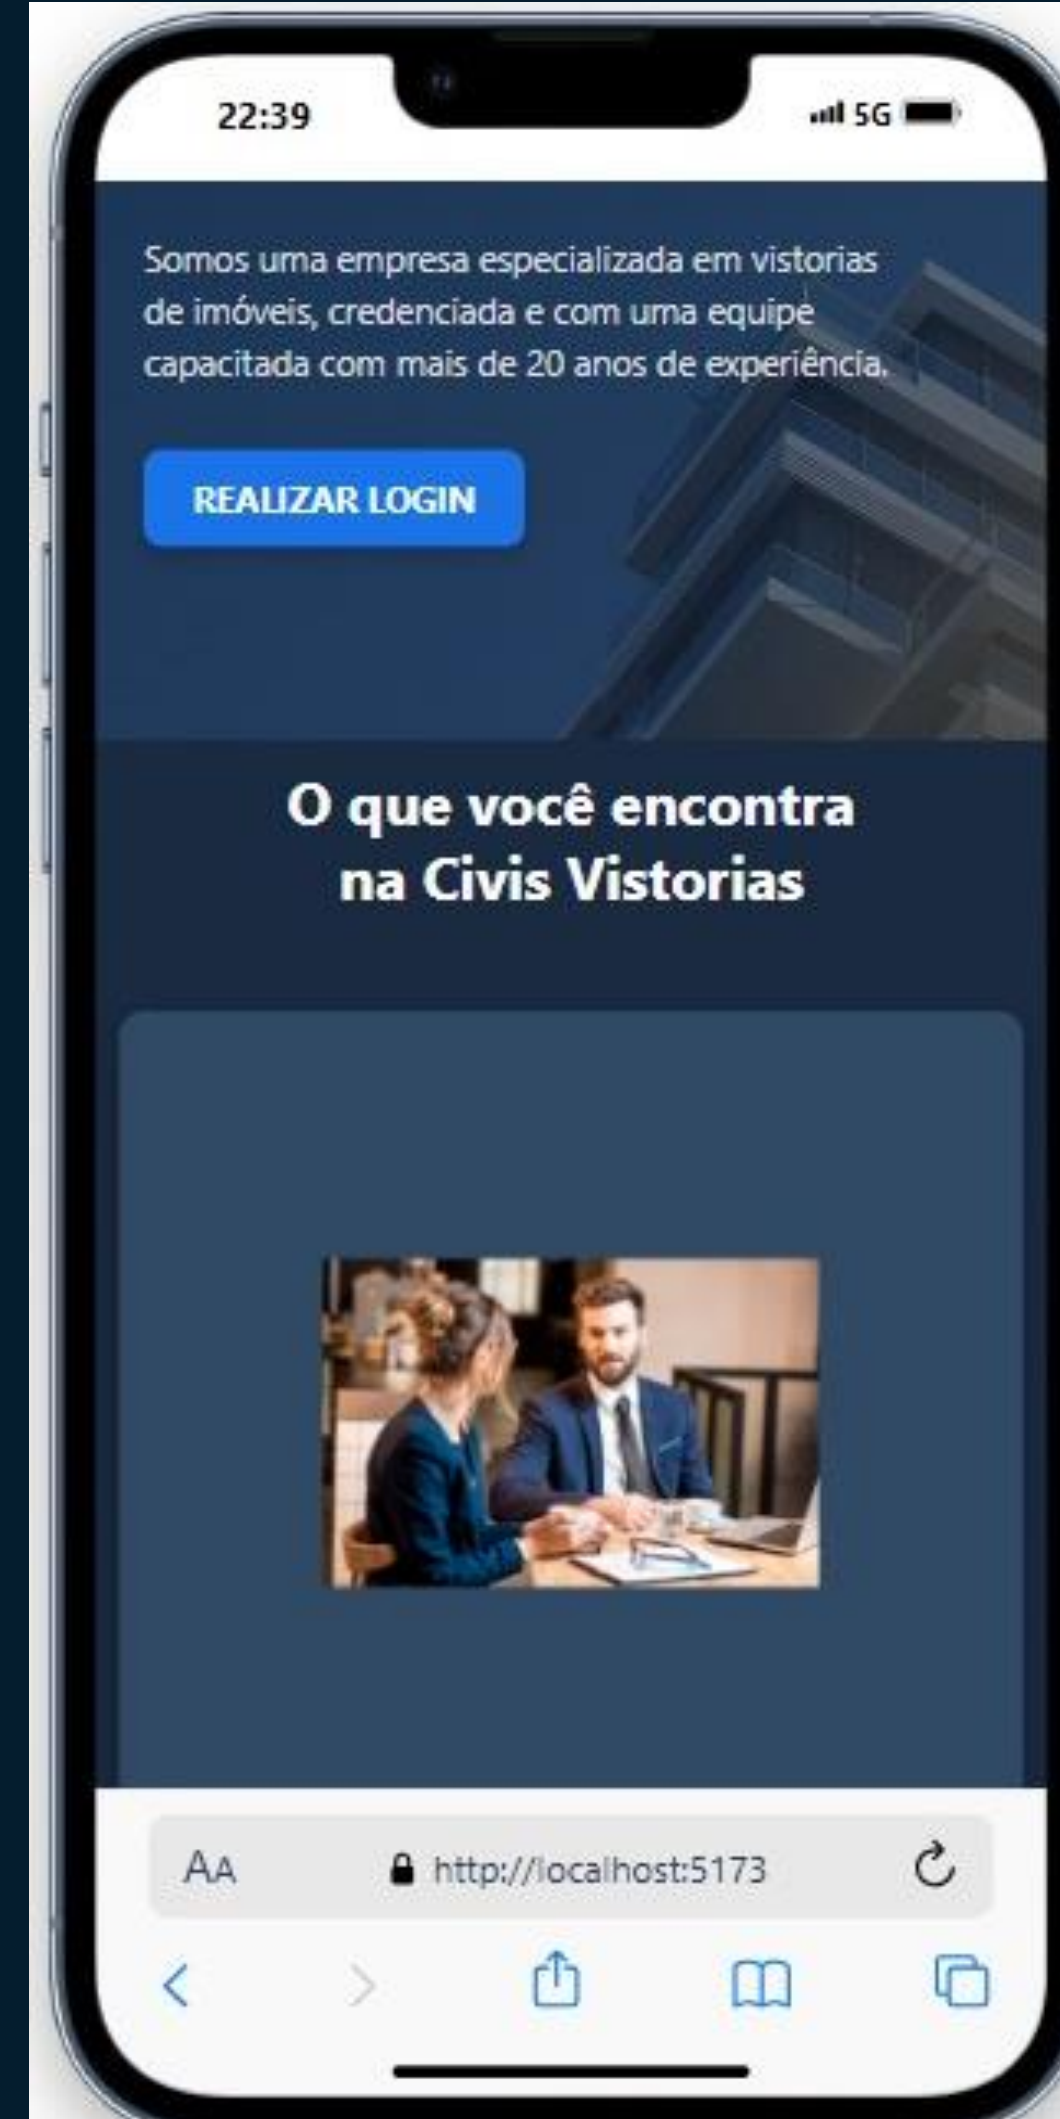 22:39
5G
Somos uma empresa especializada em vistorias
de imóveis, credenciada e com uma equipe
capacitada com mais de 20 anos de experiência.
REALIZAR LOGIN
O que você encontra
na Civis Vistorias
AA
http://localhost:5173